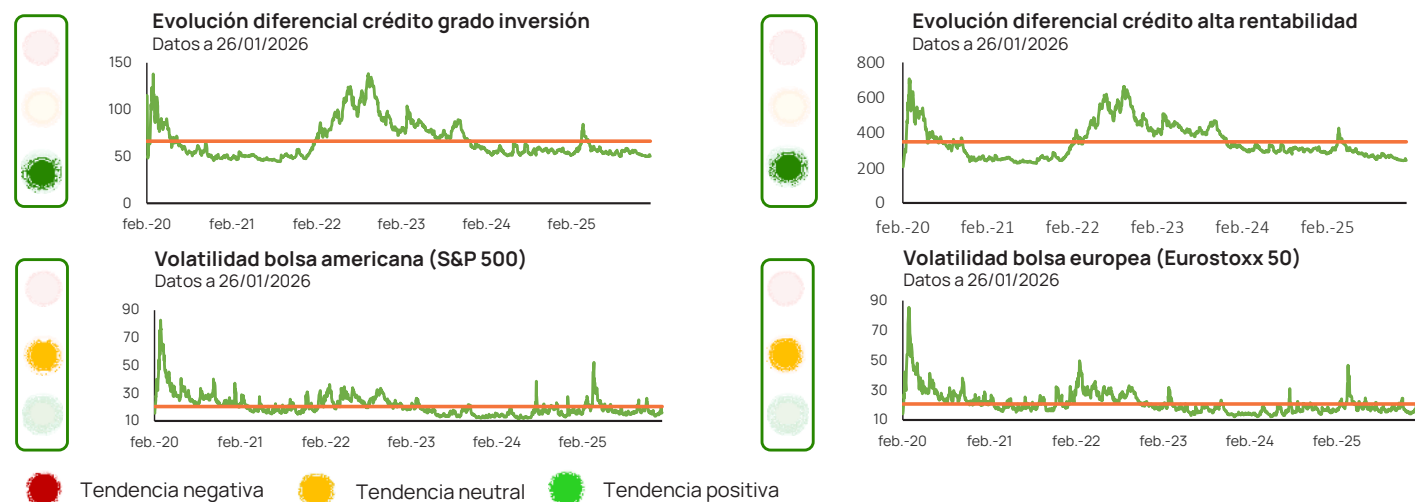 Evolución diferencial crédito grado inversión
Datos a 26/01/2026
150
100
50
0
feb.-20 feb.-21 feb.-22 feb.-23 feb.-24 feb.-25
Evolución diferencial crédito alta rentabilidad
Datos a 26/01/2026
800
600
400
200
0
feb.-20 feb.-21 feb.-22 feb.-23 feb.-24 feb.-25
Volatilidad bolsa americana (S&P 500)
Datos a 26/01/2026
90
70
50
30
10
feb.-20 feb.-21 feb.-22 feb.-23 feb.-24 feb.-25
Volatilidad bolsa europea (Eurostoxx 50)
Datos a 26/01/2026
90
70
50
30
10
feb.-20 feb.-21 feb.-22 feb.-23 feb.-24 feb.-25
Tendencia negativa Tendencia neutral Tendencia positiva